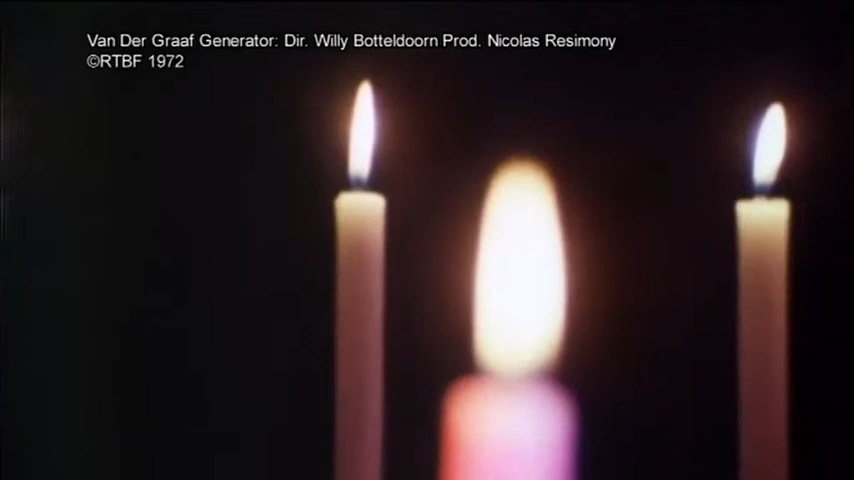 Van Der Graaf Generator: Dir. Willy Botteldoorn Prod. Nicolas Resimony
©RTBF 1972